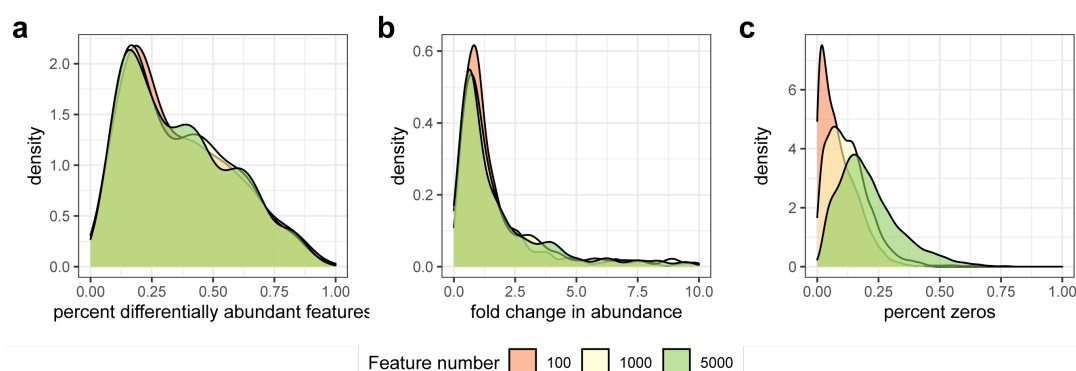 a
b
c
density
2.0
1.5
1.0
0.5
0.0
0.00 0.25 0.50 0.75 1.00
percent differentially abundant features
density
0.6
0.4
0.2
0.0
0.0 2.5 5.0 7.5 10.0
fold change in abundance
density
6
4
2
0
0.00 0.25 0.50 0.75 1.00
percent zeros
Feature number 100 1000 5000